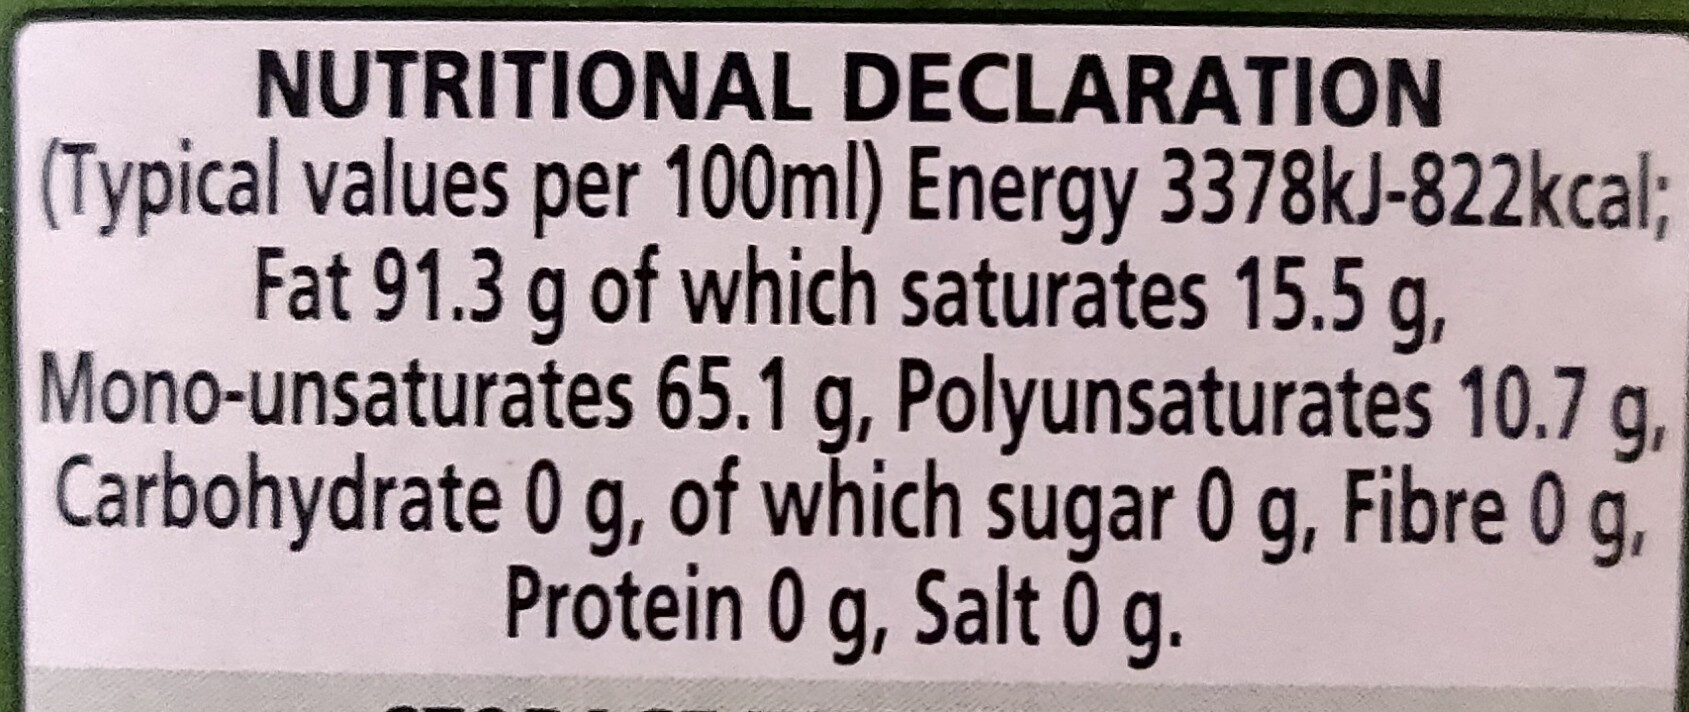 NUTRITIONAL DECLARATION
(Typical values per 100ml) Energy 3378kJ-822kcal;
Fat 91.3 g of which saturates 15.5 g,
Mono-unsaturates 65.1 g, Polyunsaturates 10.7 g,
Carbohydrate 0 g, of which sugar 0 g, Fibre 0 g,
Protein 0 g, Salt 0 g.